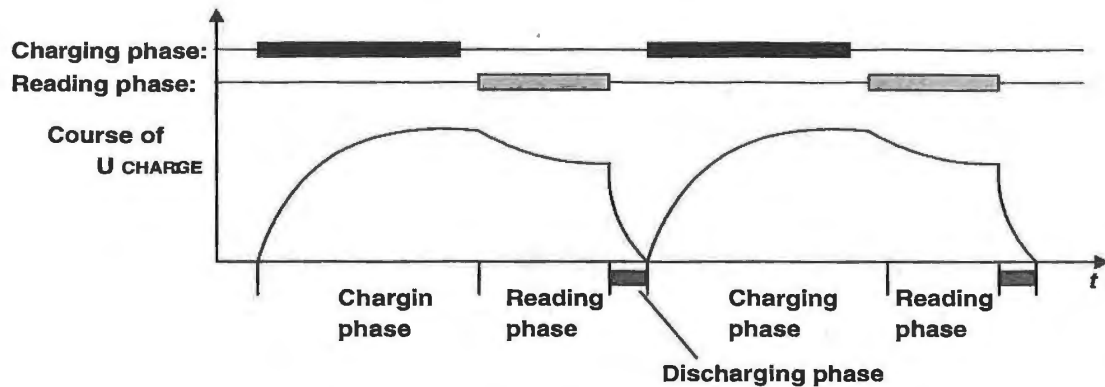 Charging phase:
Reading phase:
Course of
U CHARGE
t
Chargin
phase
Reading
phase
Charging
phase
Reading
phase
Discharging phase